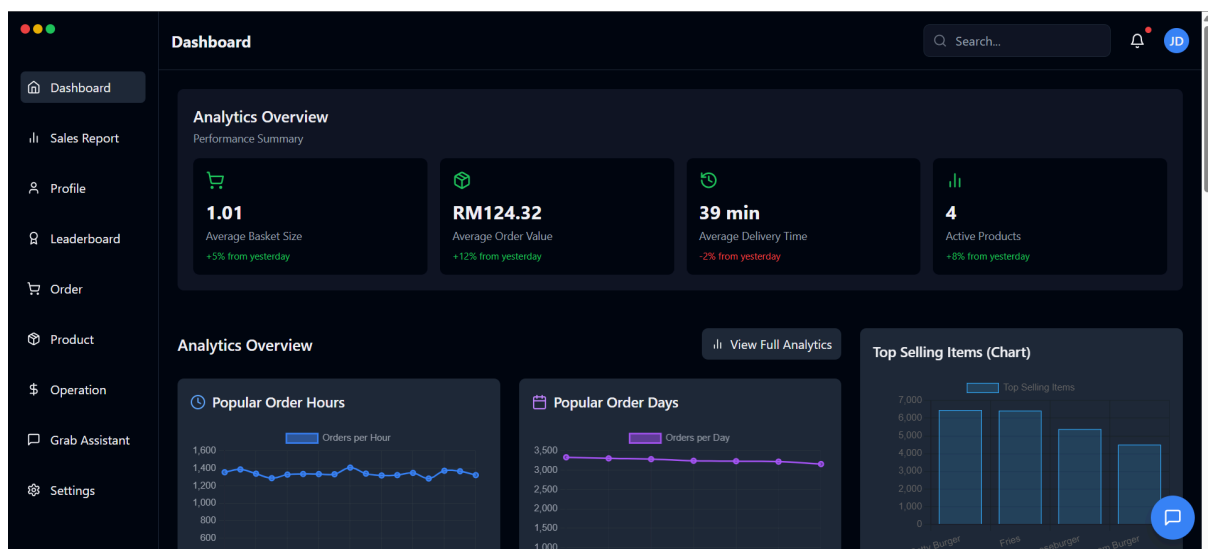 Dashboard
Search...
JD
Dashboard
Sales Report
Profile
Leaderboard
Order
Product
Operation
Grab Assistant
Settings
Analytics Overview
Performance Summary
1.01
Average Basket Size
+5% from yesterday
RM124.32
Average Order Value
+12% from yesterday
39 min
Average Delivery Time
-2% from yesterday
4
Active Products
+8% from yesterday
Analytics Overview
View Full Analytics
Popular Order Hours
Orders per Hour
1,600
1,400
1,200
1,000
800
600
Popular Order Days
Orders per Day
3,500
3,000
2,500
2,000
1,500
1,000
Top Selling Items (Chart)
Top Selling Items
7,000
6,000
5,000
4,000
3,000
2,000
1,000
0
Burger
Fries
Burger